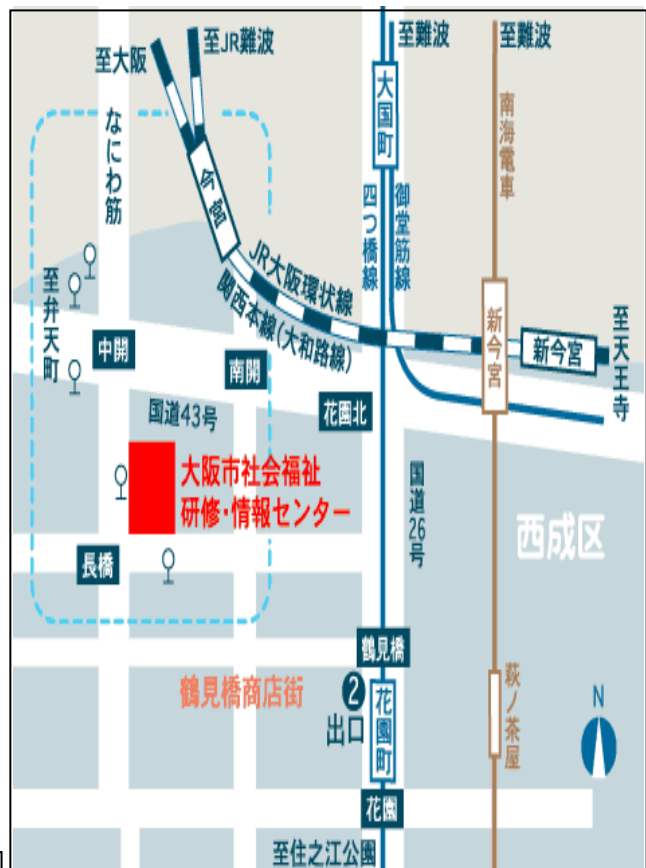 至大阪
至JR難波
至難波
至難波
なにわ筋
大国町
南海電車
今宮
四つ橋線
御堂筋線
JR大阪環状線
関西本線(大和路線)
至弁天町
新今宮
新今宮
至天王寺
中開
南開
花園北
国道43号
大阪市社会福祉
研修・情報センター
国道26号
西成区
長橋
鶴見橋
鶴見橋商店街
2
出口
花園町
萩ノ茶屋
N
花園
至住之江公園